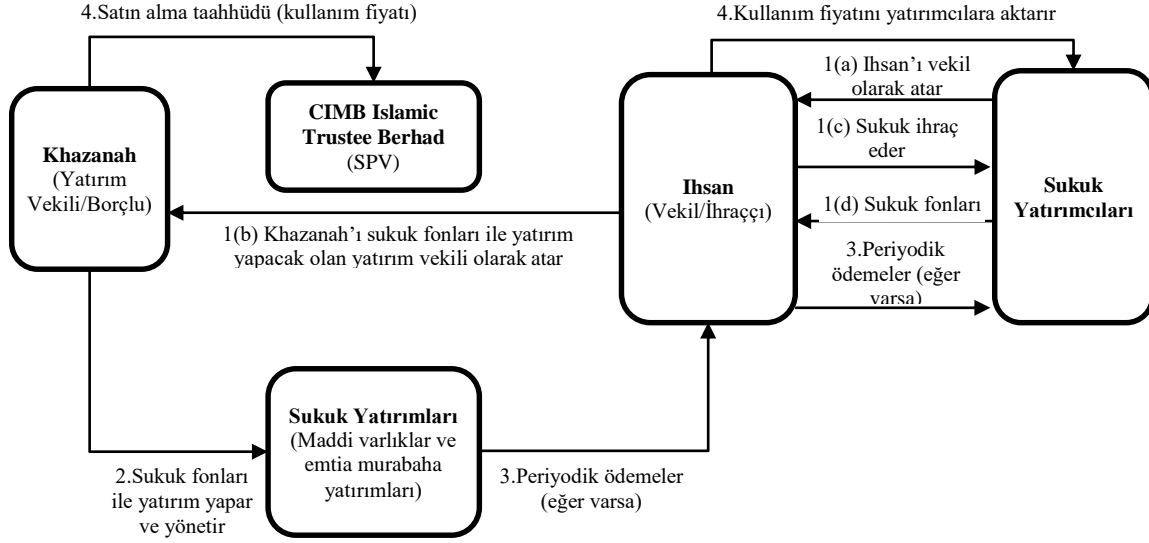 4.Satın alma taahhüdü (kullanım fiyatı)
4.Kullanım fiyatını yatırımcılara aktarır
Khazanah
(Yatırım
Vekili/Borçlu)
CIMB Islamic
Trustee Berhad
(SPV)
Ihsan
(Vekil/İhraççı)
1(a) Ihsan’ı vekil
olarak atar
1(c) Sukuk ihraç
eder
1(d) Sukuk fonları
3.Periyodik
ödemeler (eğer
varsa)
Sukuk
Yatırımcıları
1(b) Khazanah’ı sukuk fonları ile yatırım
yapacak olan yatırım vekili olarak atar
Sukuk Yatırımları
(Maddi varlıklar ve
emtia murabaha
yatırımları)
2.Sukuk fonları
ile yatırım yapar
ve yönetir
3.Periyodik ödemeler
(eğer varsa)